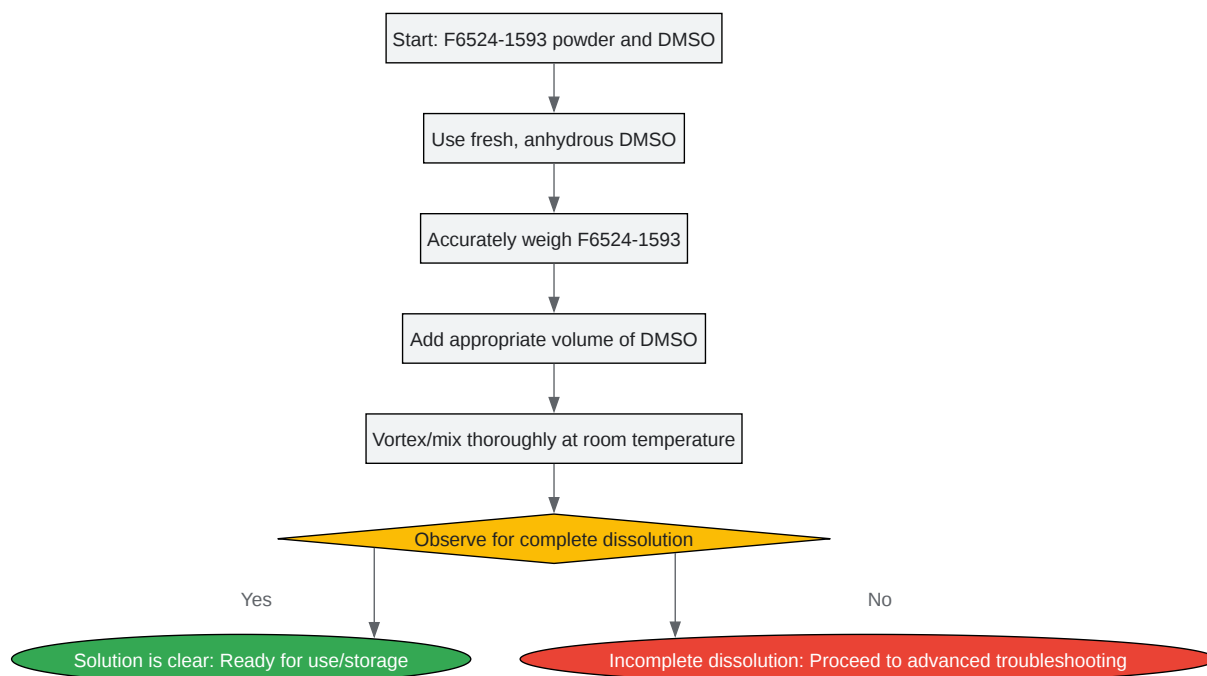 Start: F6524-1593 powder and DMSO
Use fresh, anhydrous DMSO
Accurately weigh F6524-1593
Add appropriate volume of DMSO
Vortex/mix thoroughly at room temperature
Observe for complete dissolution
Yes
No
Solution is clear: Ready for use/storage
Incomplete dissolution: Proceed to advanced troubleshooting